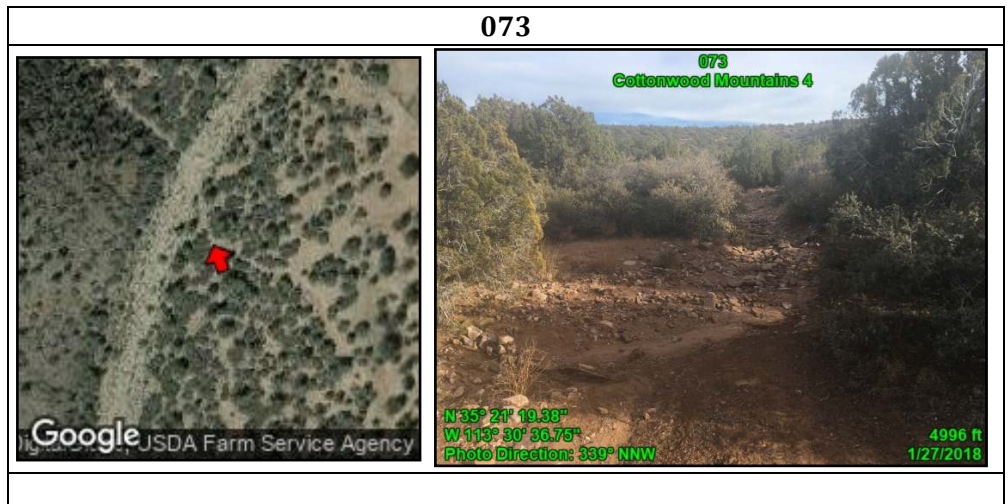 073
073
Cottonwood Mountains 4
Google
USDA Farm Service Agency
N 35° 21' 19.38"
W 113° 30' 36.75"
Photo Direction: 339° NNW
4996 ft
1/27/2018